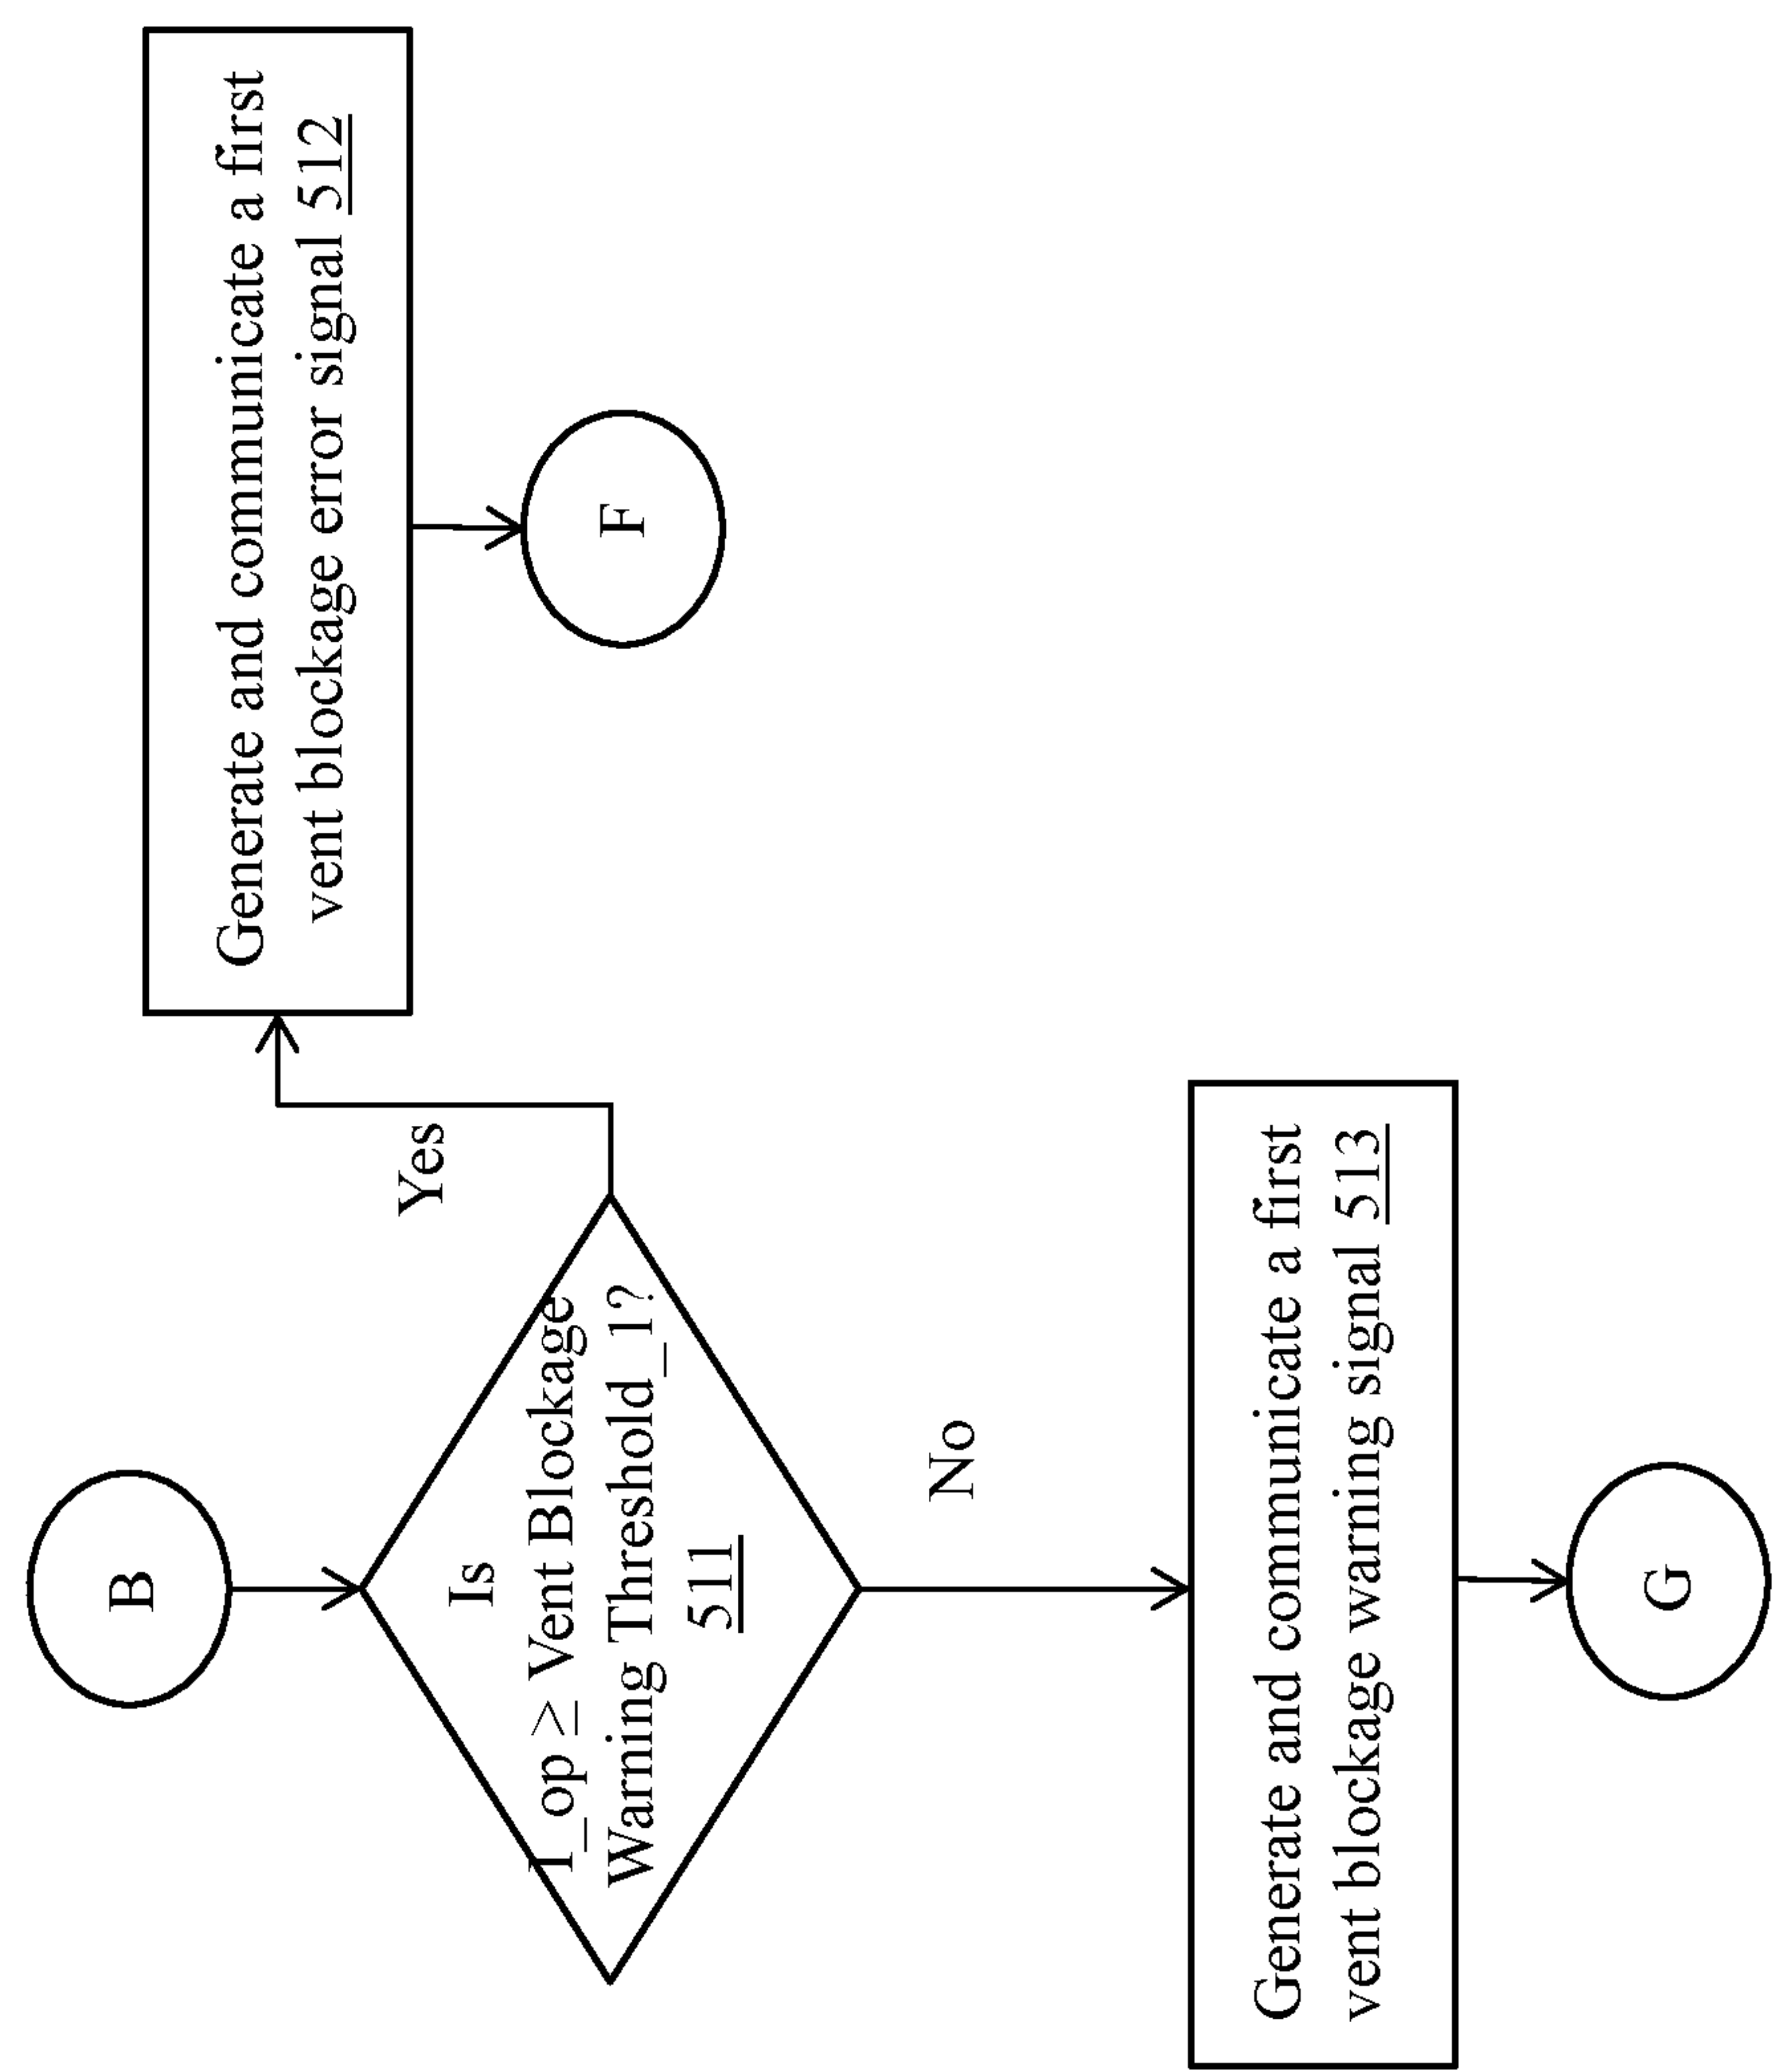 B
Is
I_op ≥ Vent Blockage
Warning Threshold_1?
511
Yes
Generate and communicate a first
vent blockage error signal 512
F
No
Generate and communicate a first
vent blockage warning signal 513
G